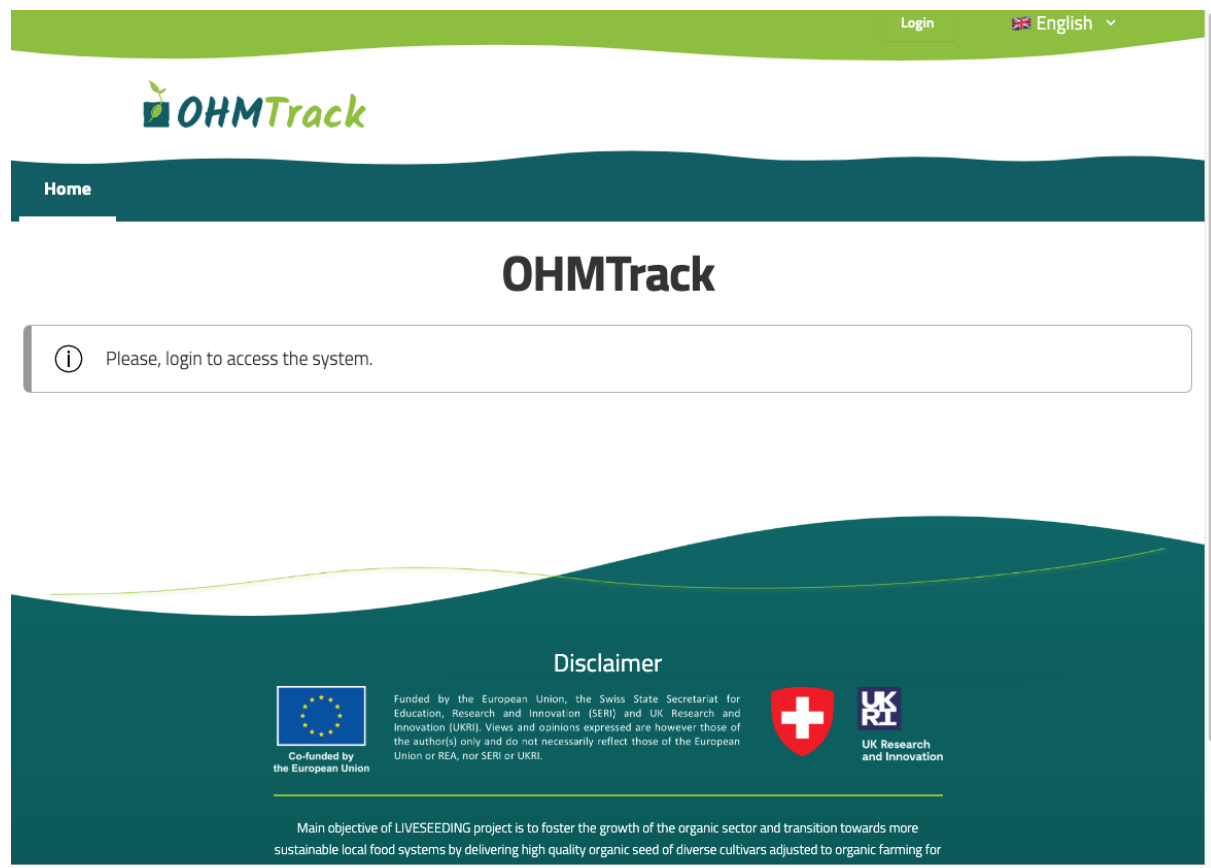 Login
English
OHMTrack
Home
OHMTrack
Please, login to access the system.
Disclaimer
Co-funded by
the European Union
Funded by the European Union, the Swiss State Secretariat for
Education, Research and Innovation (SERI) and UK Research and
Innovation (UKRI). Views and opinions expressed are however those of
the author(s) only and do not necessarily reflect those of the European
Union or REA, nor SERI or UKRI.
UK
RI
UK Research
and Innovation
Main objective of LIVESEEDING project is to foster the growth of the organic sector and transition towards more
sustainable local food systems by delivering high quality organic seed of diverse cultivars adjusted to organic farming for